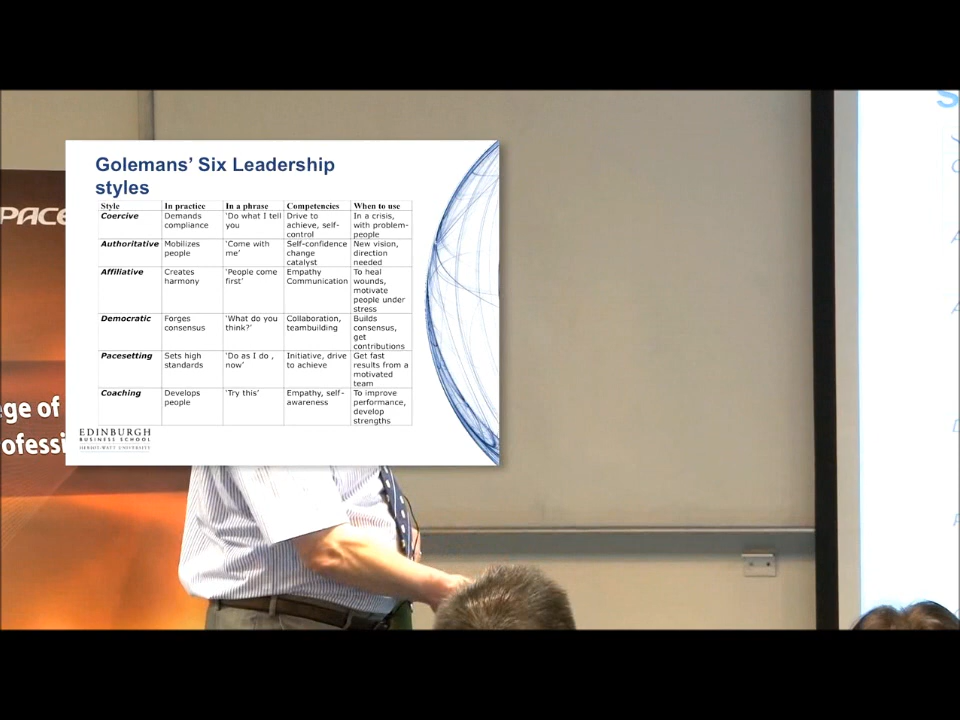 Golemans' Six Leadership
styles
Style In practice In a phrase Competencies When to use
Coercive Demands 'Do what I tell Drive to In a crisis,
compliance you achieve, self- with problem-
control people
Authoritative Mobilizes 'Come with Self-confidence New vision,
people me' change direction
catalyst needed
Affiliative Creates 'People come Empathy To heal
harmony first' Communication wounds,
motivate
people under
stress
Democratic Forges 'What do you Collaboration, Builds
consensus think?' teambuilding consensus,
get
contributions
Pacesetting Sets high 'Do as I do , Initiative, drive Get fast
standards now' to achieve results from a
motivated
team
Coaching Develops 'Try this' Empathy, self- To improve
people awareness performance,
develop
strengths
EDINBURGH
BUSINESS SCHOOL
HERIOT-WATT UNIVERSITY
PACE
ege of
ofessi